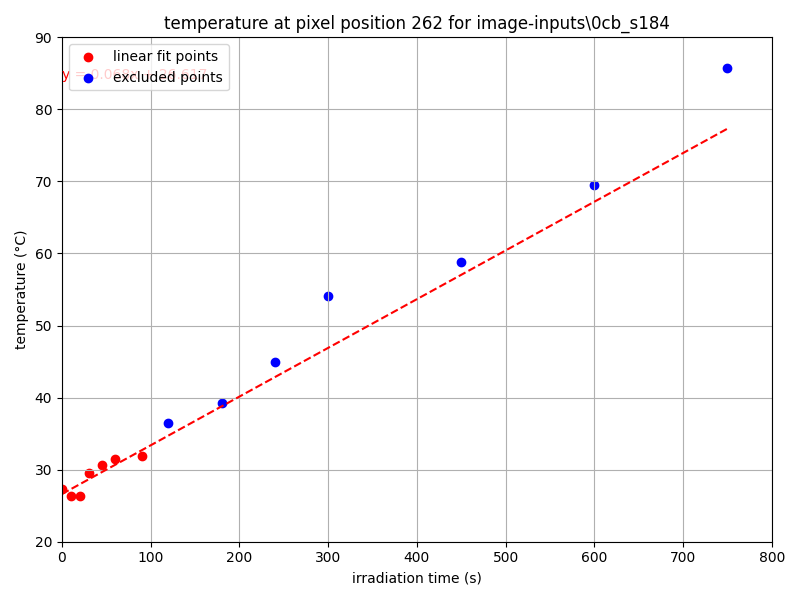 temperature at pixel position 262 for image-inputs\0cb_s184
linear fit points
excluded points
y =
90
80
70
60
50
40
30
20
temperature (°C)
0 100 200 300 400 500 600 700 800
irradiation time (s)